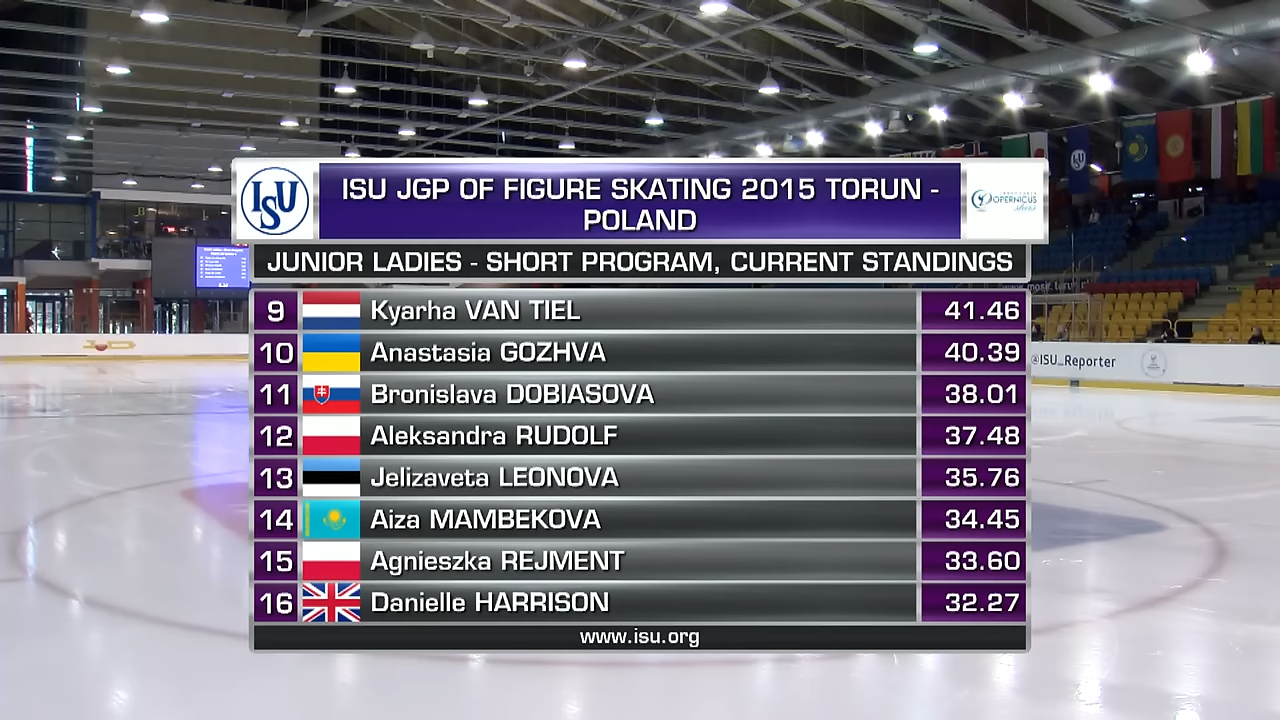 ISU
ISU JGP OF FIGURE SKATING 2015 TORUN -
POLAND
OPERNICUS
JUNIOR LADIES - SHORT PROGRAM, CURRENT STANDINGS
9 Kyarha VAN TIEL 41.46
10 Anastasia GOZHVA 40.39
11 Bronislava DOBIASOVA 38.01
12 Aleksandra RUDOLF 37.48
13 Jelizaveta LEONOVA 35.76
14 Aiza MAMBEKOVA 34.45
15 Agnieszka REJMENT 33.60
16 Danielle HARRISON 32.27
www.isu.org
@ISU_Reporter